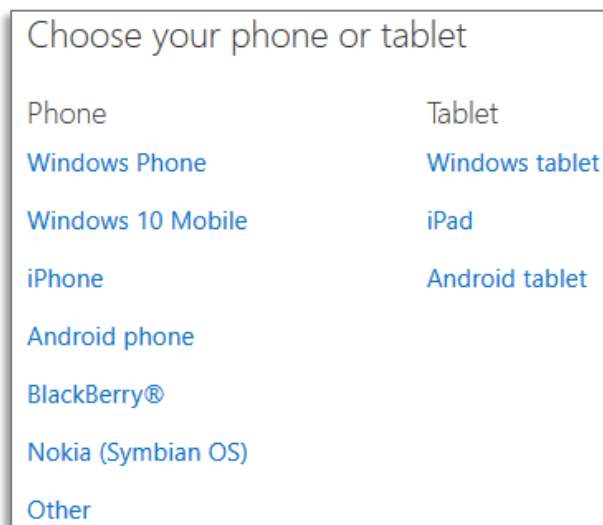 Choose your phone or tablet
Phone
Windows Phone
Windows 10 Mobile
iPhone
Android phone
BlackBerry®
Nokia (Symbian OS)
Other
Tablet
Windows tablet
iPad
Android tablet